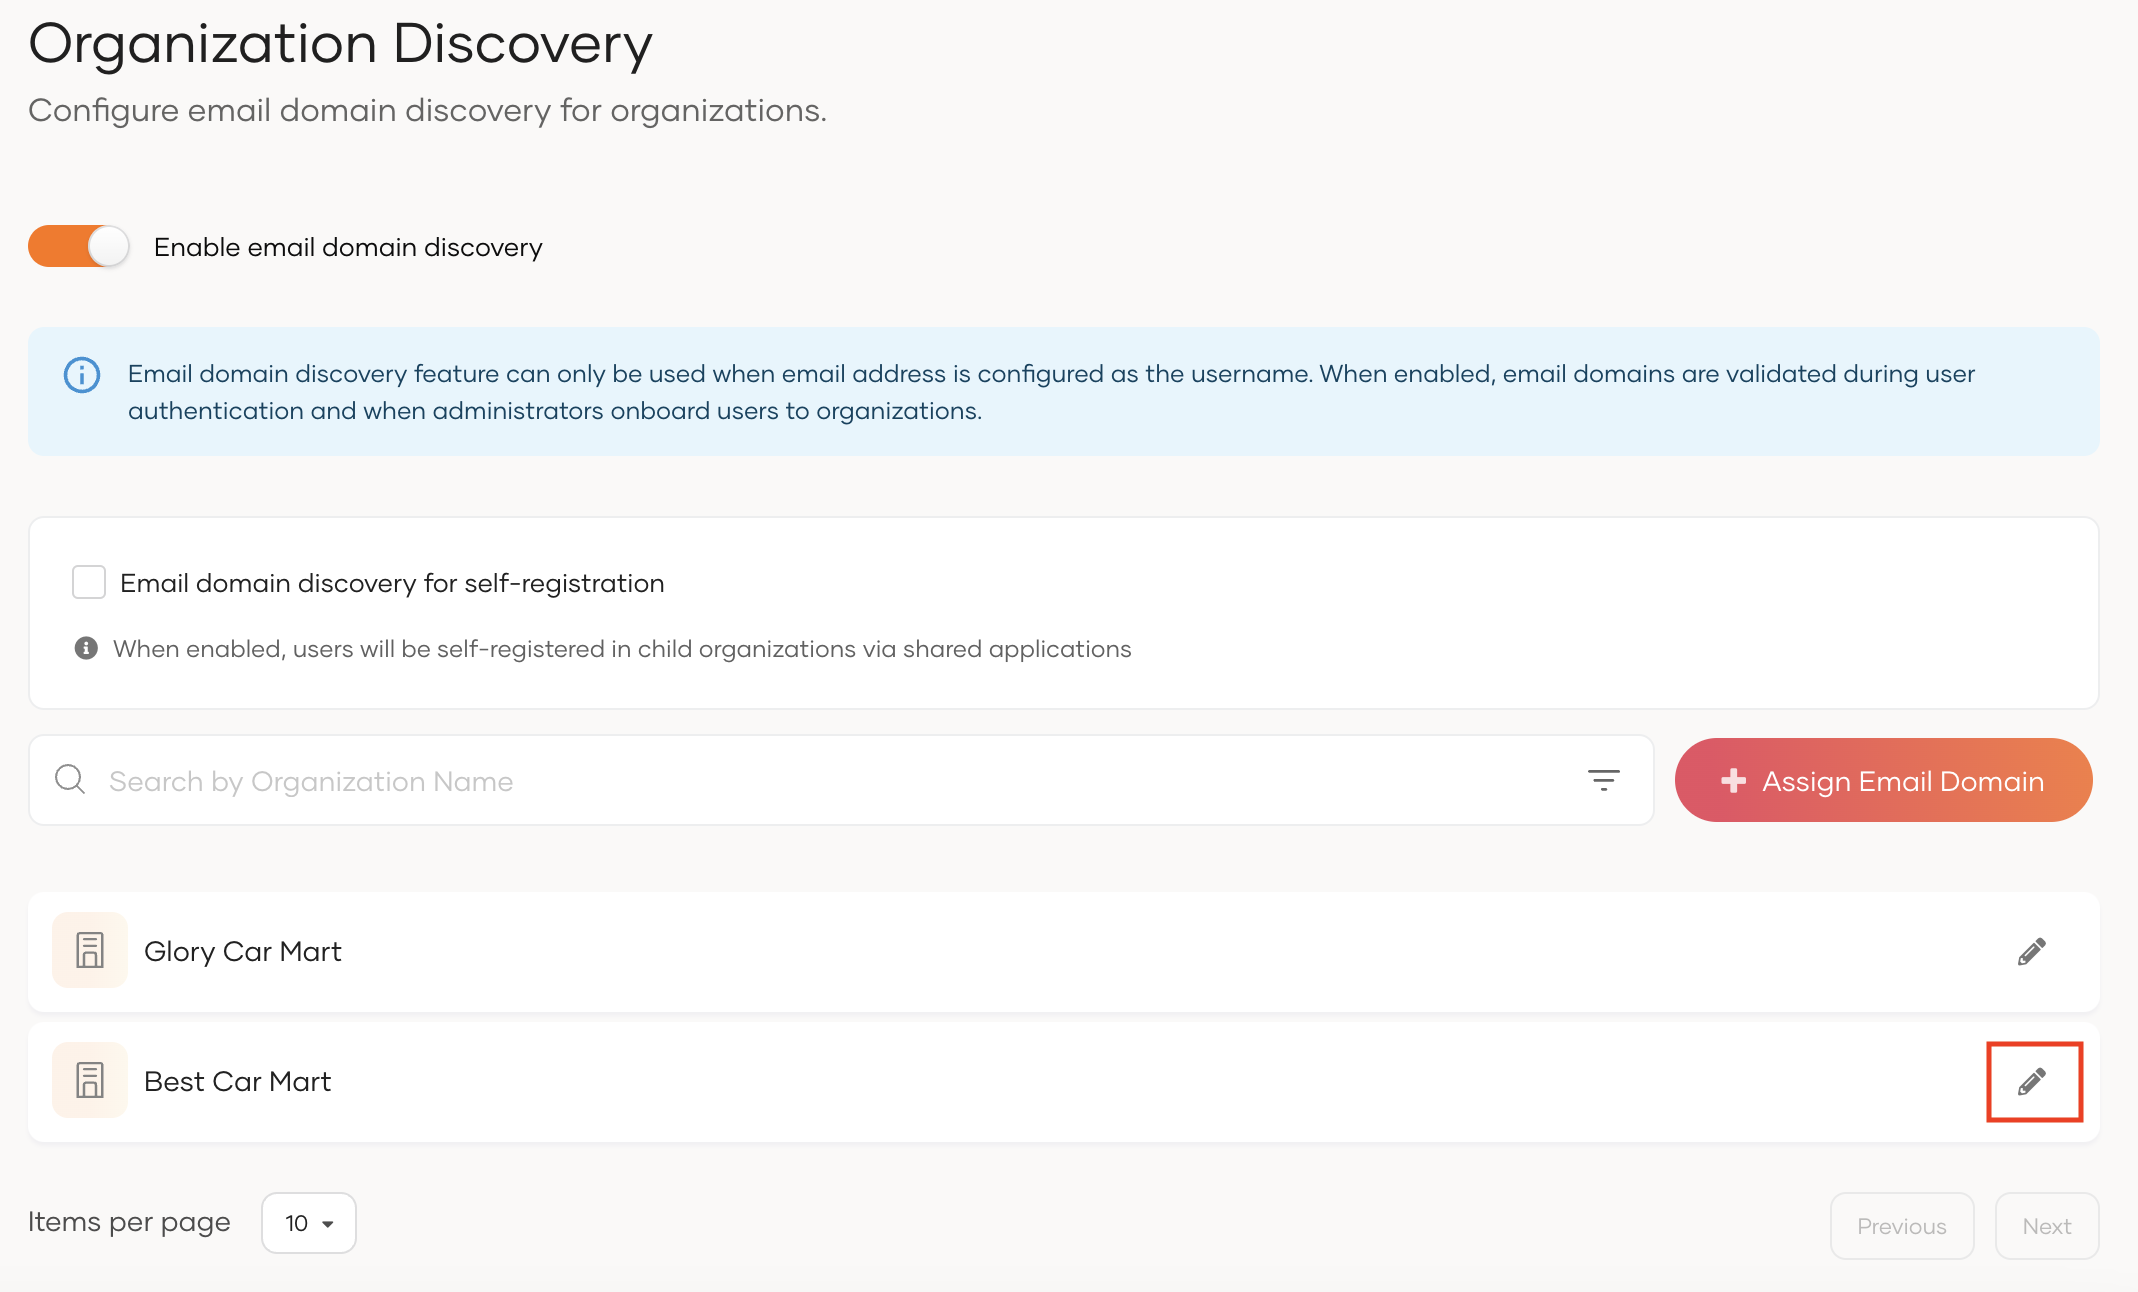 Organization Discovery
Configure email domain discovery for organizations.
Enable email domain discovery
Email domain discovery feature can only be used when email address is configured as the username. When enabled, email domains are validated during user
authentication and when administrators onboard users to organizations.
Email domain discovery for self-registration
When enabled, users will be self-registered in child organizations via shared applications
Search by Organization Name
Assign Email Domain
Glory Car Mart
Best Car Mart
Items per page
10
Previous
Next